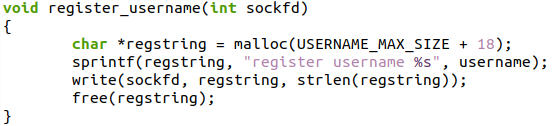 void register_username(int sockfd)
{
        char *regstring = malloc(USERNAME_MAX_SIZE + 18);
        sprintf(regstring, "register username %s", username);
        write(sockfd, regstring, strlen(regstring));
        free(regstring);
}